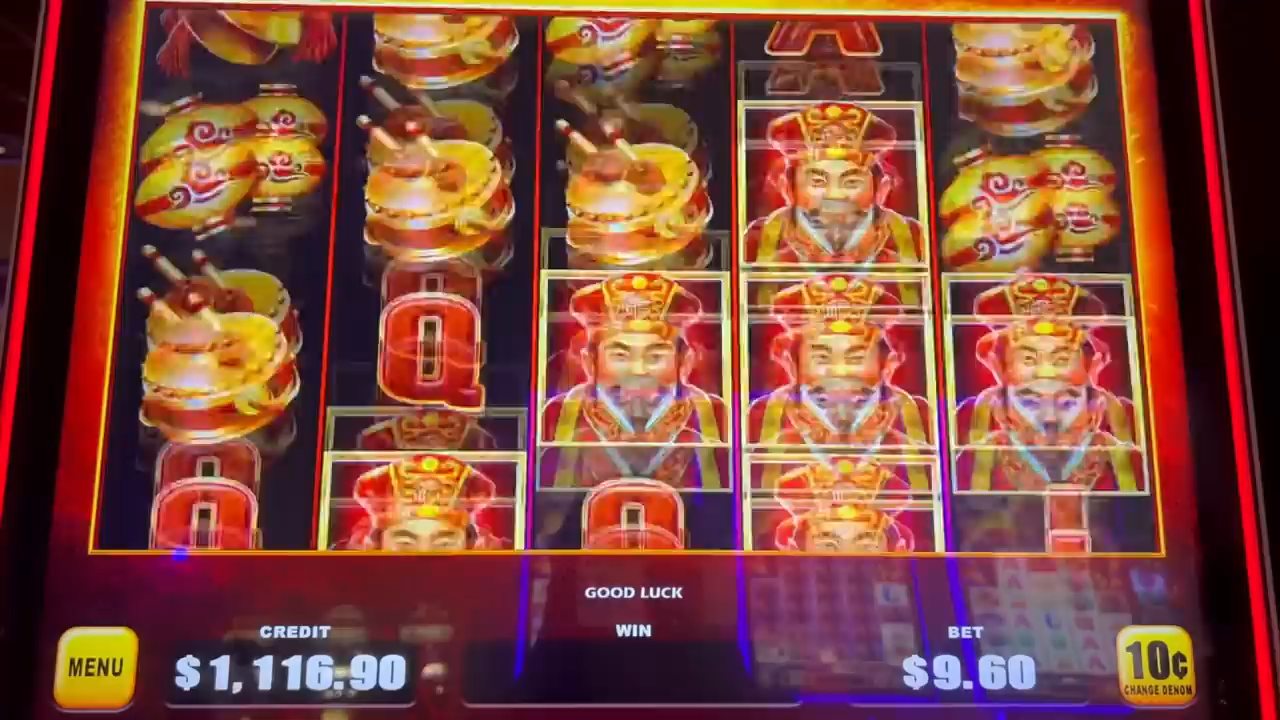 A
Q
Q
Q
GOOD LUCK
CREDIT
WIN
BET
MENU
$1,116.90
$9.60
10¢
CHANGE DENOM